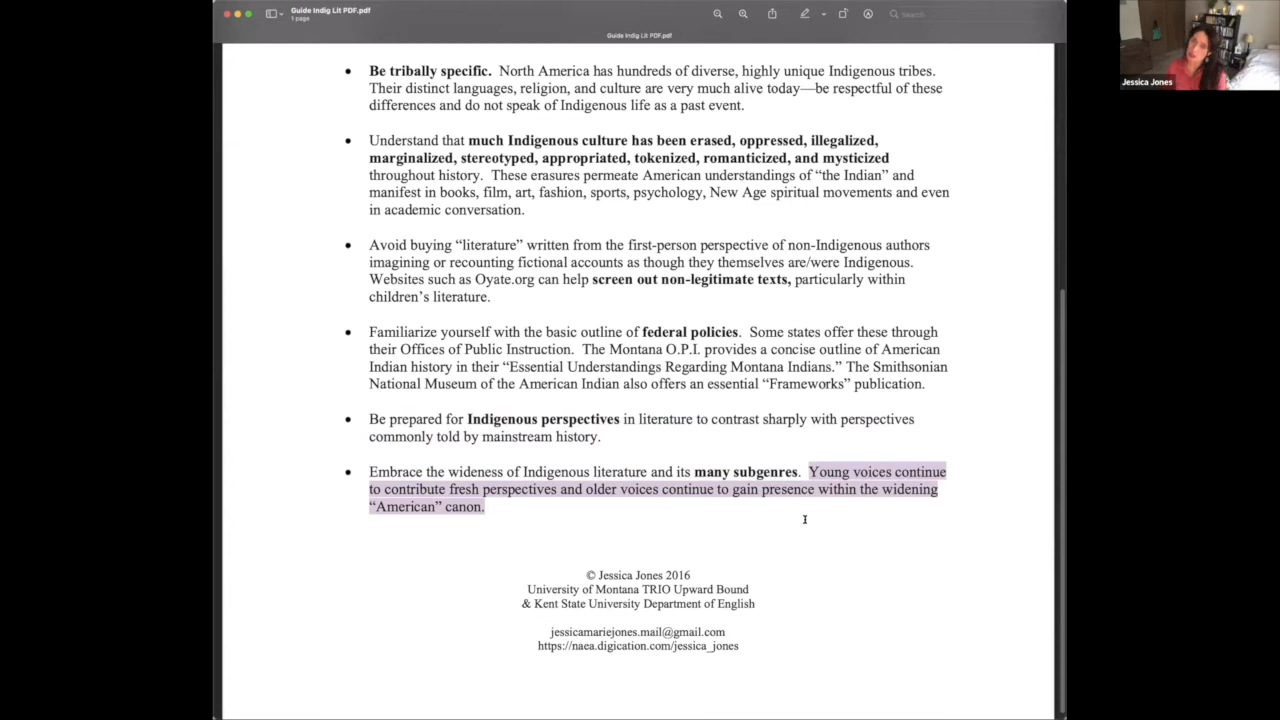 Guide Indig Lit PDF.pdf
1 page
Search
Guide Indig Lit PDF.pdf
Jessica Jones
• Be tribally specific. North America has hundreds of diverse, highly unique Indigenous tribes.
Their distinct languages, religion, and culture are very much alive today—be respectful of these
differences and do not speak of Indigenous life as a past event.
• Understand that much Indigenous culture has been erased, oppressed, illegalized,
marginalized, stereotyped, appropriated, tokenized, romanticized, and mysticized
throughout history. These erasures permeate American understandings of “the Indian” and
manifest in books, film, art, fashion, sports, psychology, New Age spiritual movements and even
in academic conversation.
• Avoid buying “literature” written from the first-person perspective of non-Indigenous authors
imagining or recounting fictional accounts as though they themselves are/were Indigenous.
Websites such as Oyate.org can help screen out non-legitimate texts, particularly within
children’s literature.
• Familiarize yourself with the basic outline of federal policies. Some states offer these through
their Offices of Public Instruction. The Montana O.P.I. provides a concise outline of American
Indian history in their “Essential Understandings Regarding Montana Indians.” The Smithsonian
National Museum of the American Indian also offers an essential “Frameworks” publication.
• Be prepared for Indigenous perspectives in literature to contrast sharply with perspectives
commonly told by mainstream history.
• Embrace the wideness of Indigenous literature and its many subgenres. Young voices continue
to contribute fresh perspectives and older voices continue to gain presence within the widening
“American” canon.
© Jessica Jones 2016
University of Montana TRIO Upward Bound
& Kent State University Department of English
jessicamariejones.mail@gmail.com
https://naea.digication.com/jessica_jones